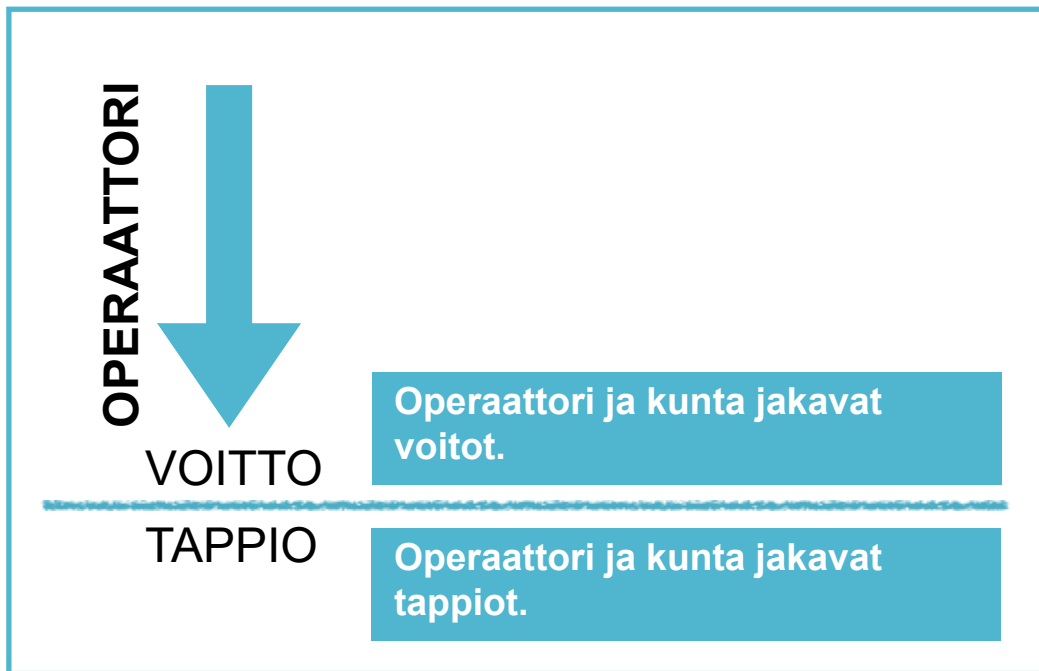 OPERAATTORI
VOITTO
Operaattori ja kunta jakavat
voitot.
TAPPIO
Operaattori ja kunta jakavat
tappiot.